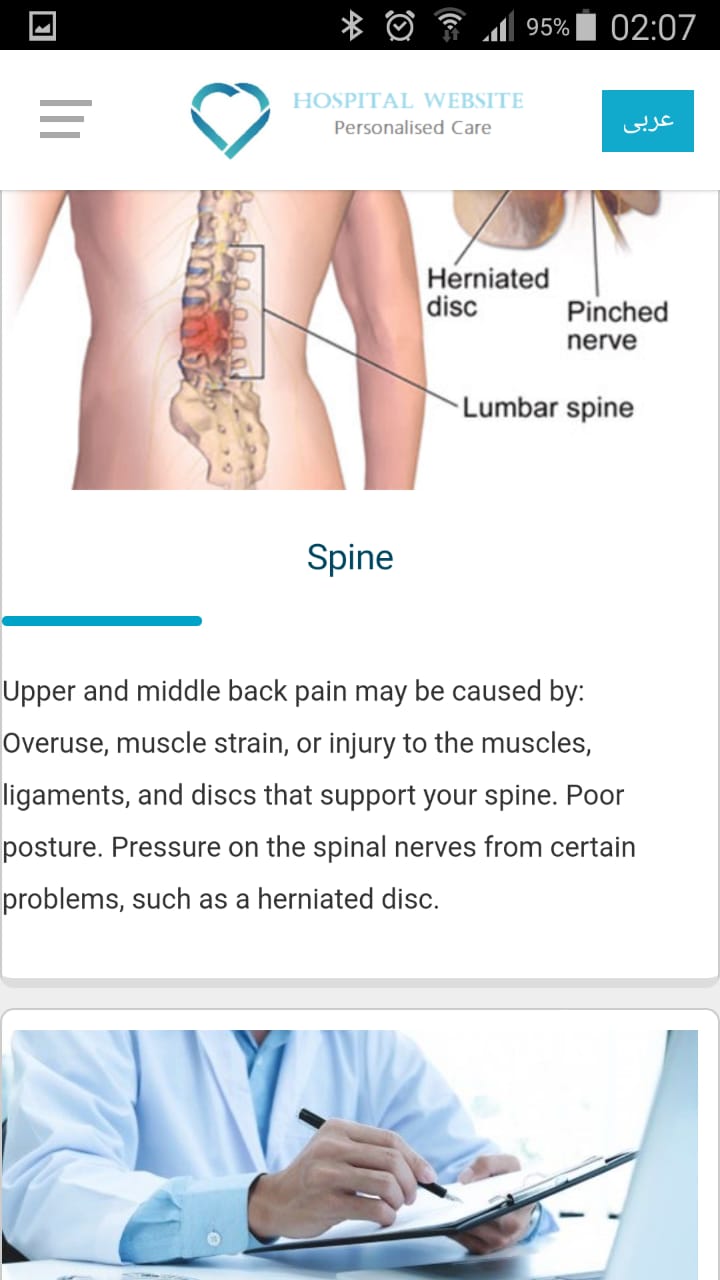 95% 02:07
HOSPITAL WEBSITE
Personalised Care
عربى
Herniated
disc
Pinched
nerve
Lumbar spine
Spine
Upper and middle back pain may be caused by:
Overuse, muscle strain, or injury to the muscles,
ligaments, and discs that support your spine. Poor
posture. Pressure on the spinal nerves from certain
problems, such as a herniated disc.